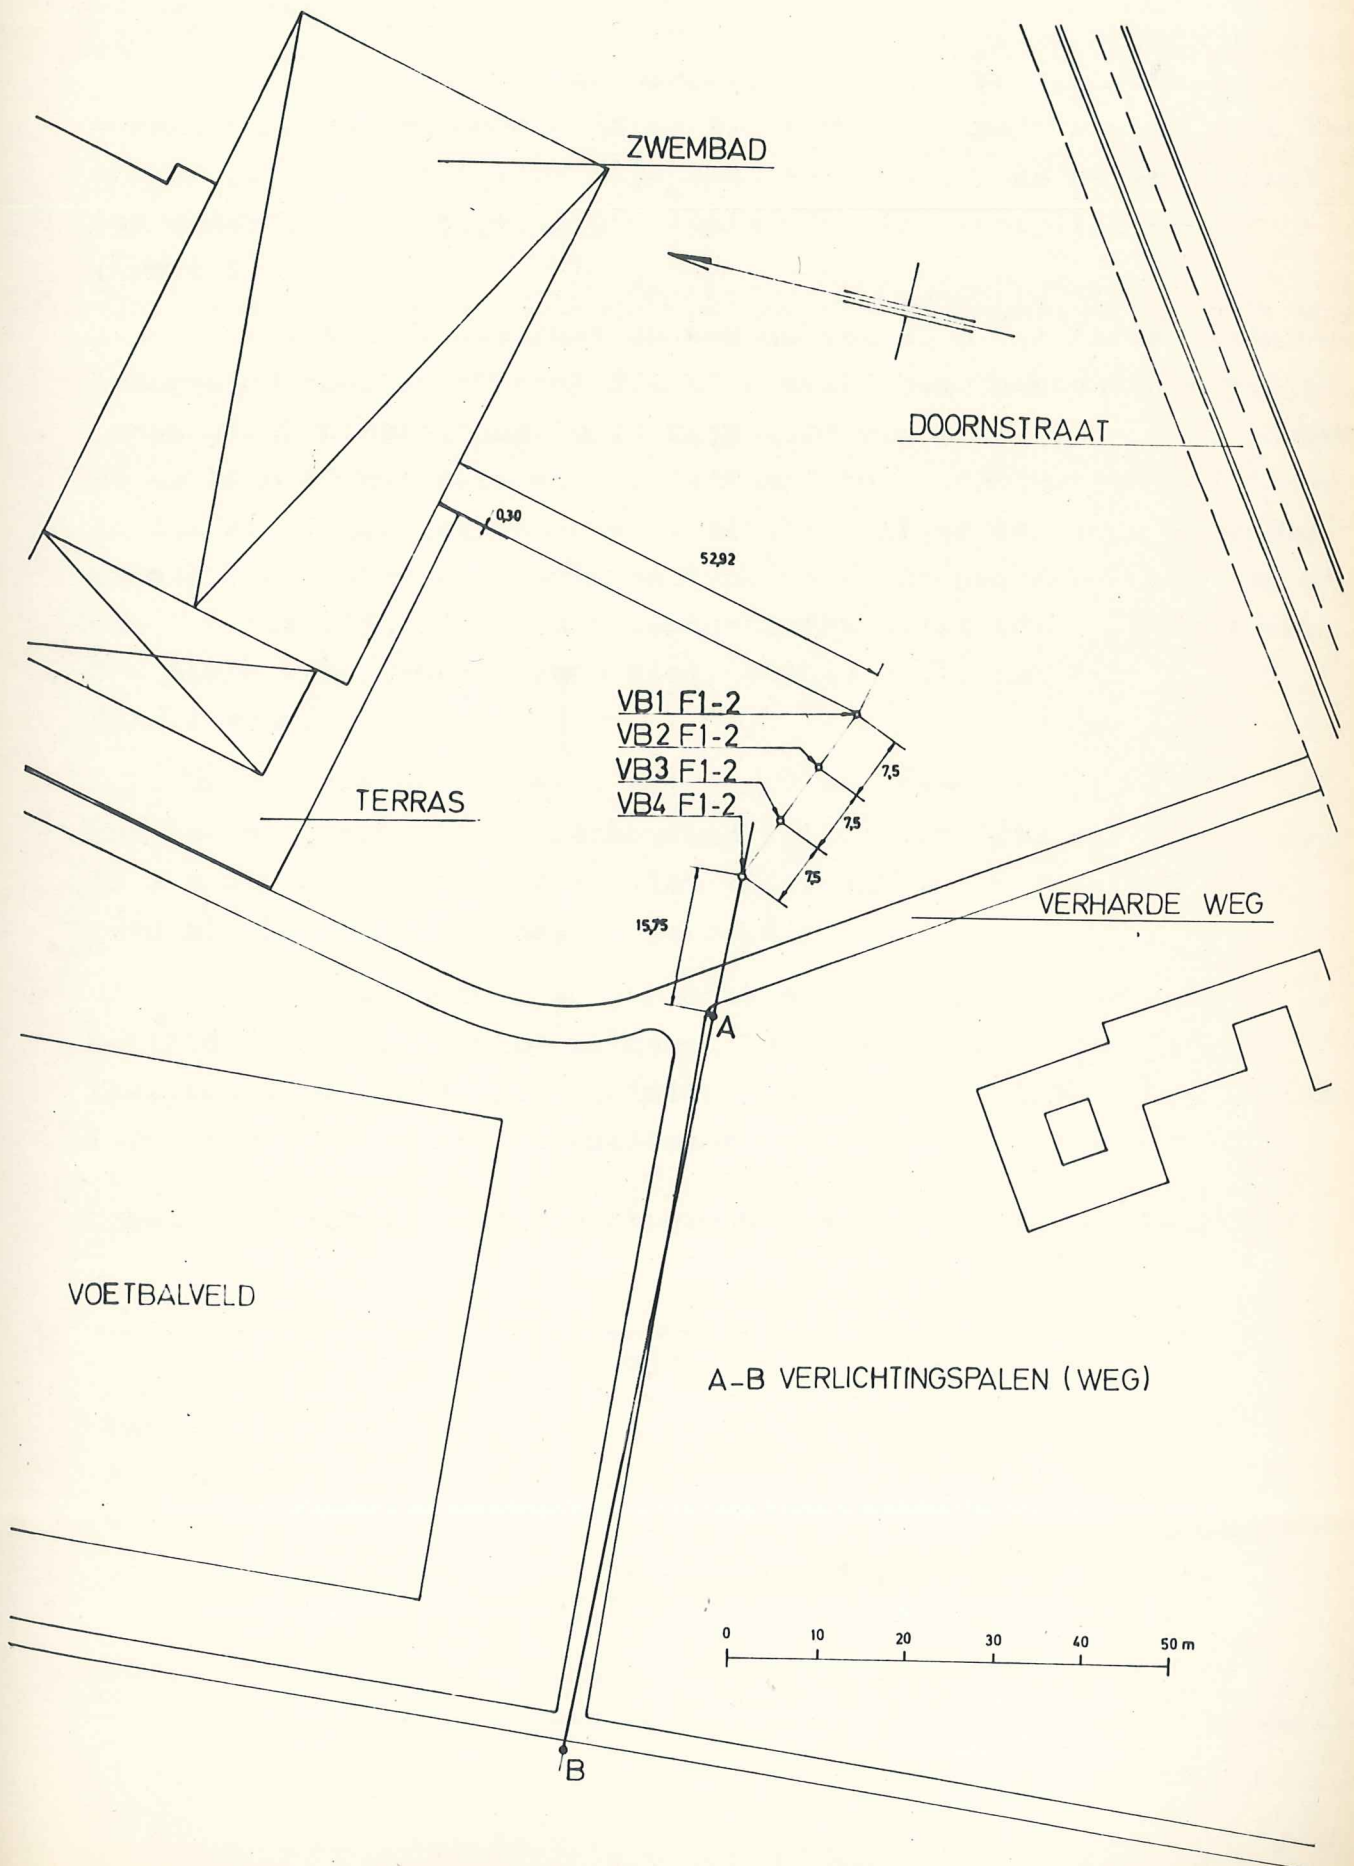 ZWEMBAD
DOORNSTRAAT
0,30
52,92
VB1 F1-2
VB2 F1-2
VB3 F1-2
VB4 F1-2
7,5
7,5
7,5
TERRAS
15,75
VERHARDE WEG
A
VOETBALVELD
A-B VERLICHTINGSPALEN (WEG)
0 10 20 30 40 50 m
B